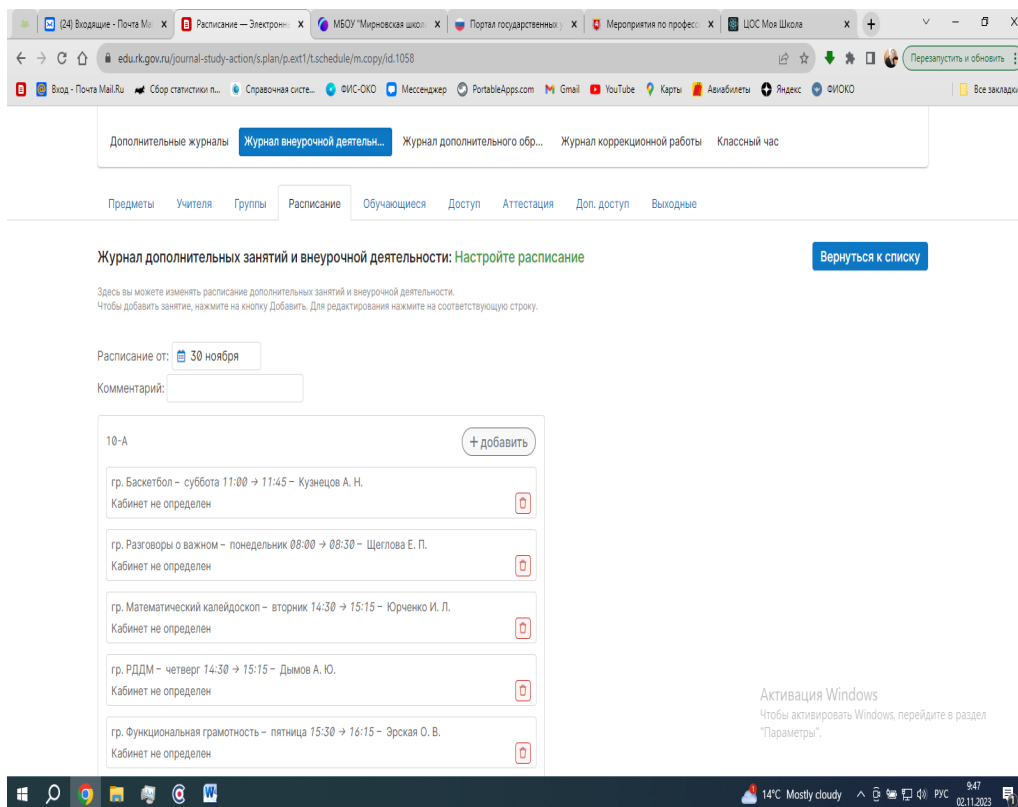 (24) Входящие - Почта Ma
Расписание — Электронн
МБОУ "Мирновская школ
Портал государственных у
Мероприятия по професс
ЦОС Моя Школа
edu.rk.gov.ru/journal-study-action/s.plan/p.ext1/t.schedule/m.copy/id.1058
Перезапустить и обновить
Вход - Почта Mail.Ru
Сбор статистики п...
Справочная систе...
ФИС-ОКО
Мессенджер
PortableApps.com
Gmail
YouTube
Карты
Авиабилеты
Яндекс
ФИОКО
Все закладки
Дополнительные журналы
Журнал внеурочной деятельн...
Журнал дополнительного обр...
Журнал коррекционной работы
Классный час
Предметы
Учителя
Группы
Расписание
Обучающиеся
Доступ
Аттестация
Доп. доступ
Выходные
Журнал дополнительных занятий и внеурочной деятельности: Настройте расписание
Вернуться к списку
Здесь вы можете изменять расписание дополнительных занятий и внеурочной деятельности.
Чтобы добавить занятие, нажмите на кнопку Добавить. Для редактирования нажмите на соответствующую строку.
Расписание от: 30 ноября
Комментарий:
10-А
+ добавить
гр. Баскетбол – суббота 11:00 → 11:45 – Кузнецов А. Н.
Кабинет не определен
гр. Разговоры о важном – понедельник 08:00 → 08:30 – Щеглова Е. П.
Кабинет не определен
гр. Математический калейдоскоп – вторник 14:30 → 15:15 – Юрченко И. Л.
Кабинет не определен
гр. РДДМ – четверг 14:30 → 15:15 – Дымов А. Ю.
Кабинет не определен
гр. Функциональная грамотность – пятница 15:30 → 16:15 – Эрская О. В.
Кабинет не определен
Активация Windows
Чтобы активировать Windows, перейдите в раздел
"Параметры".
14°C Mostly cloudy
РУС
9:47
02.11.2023